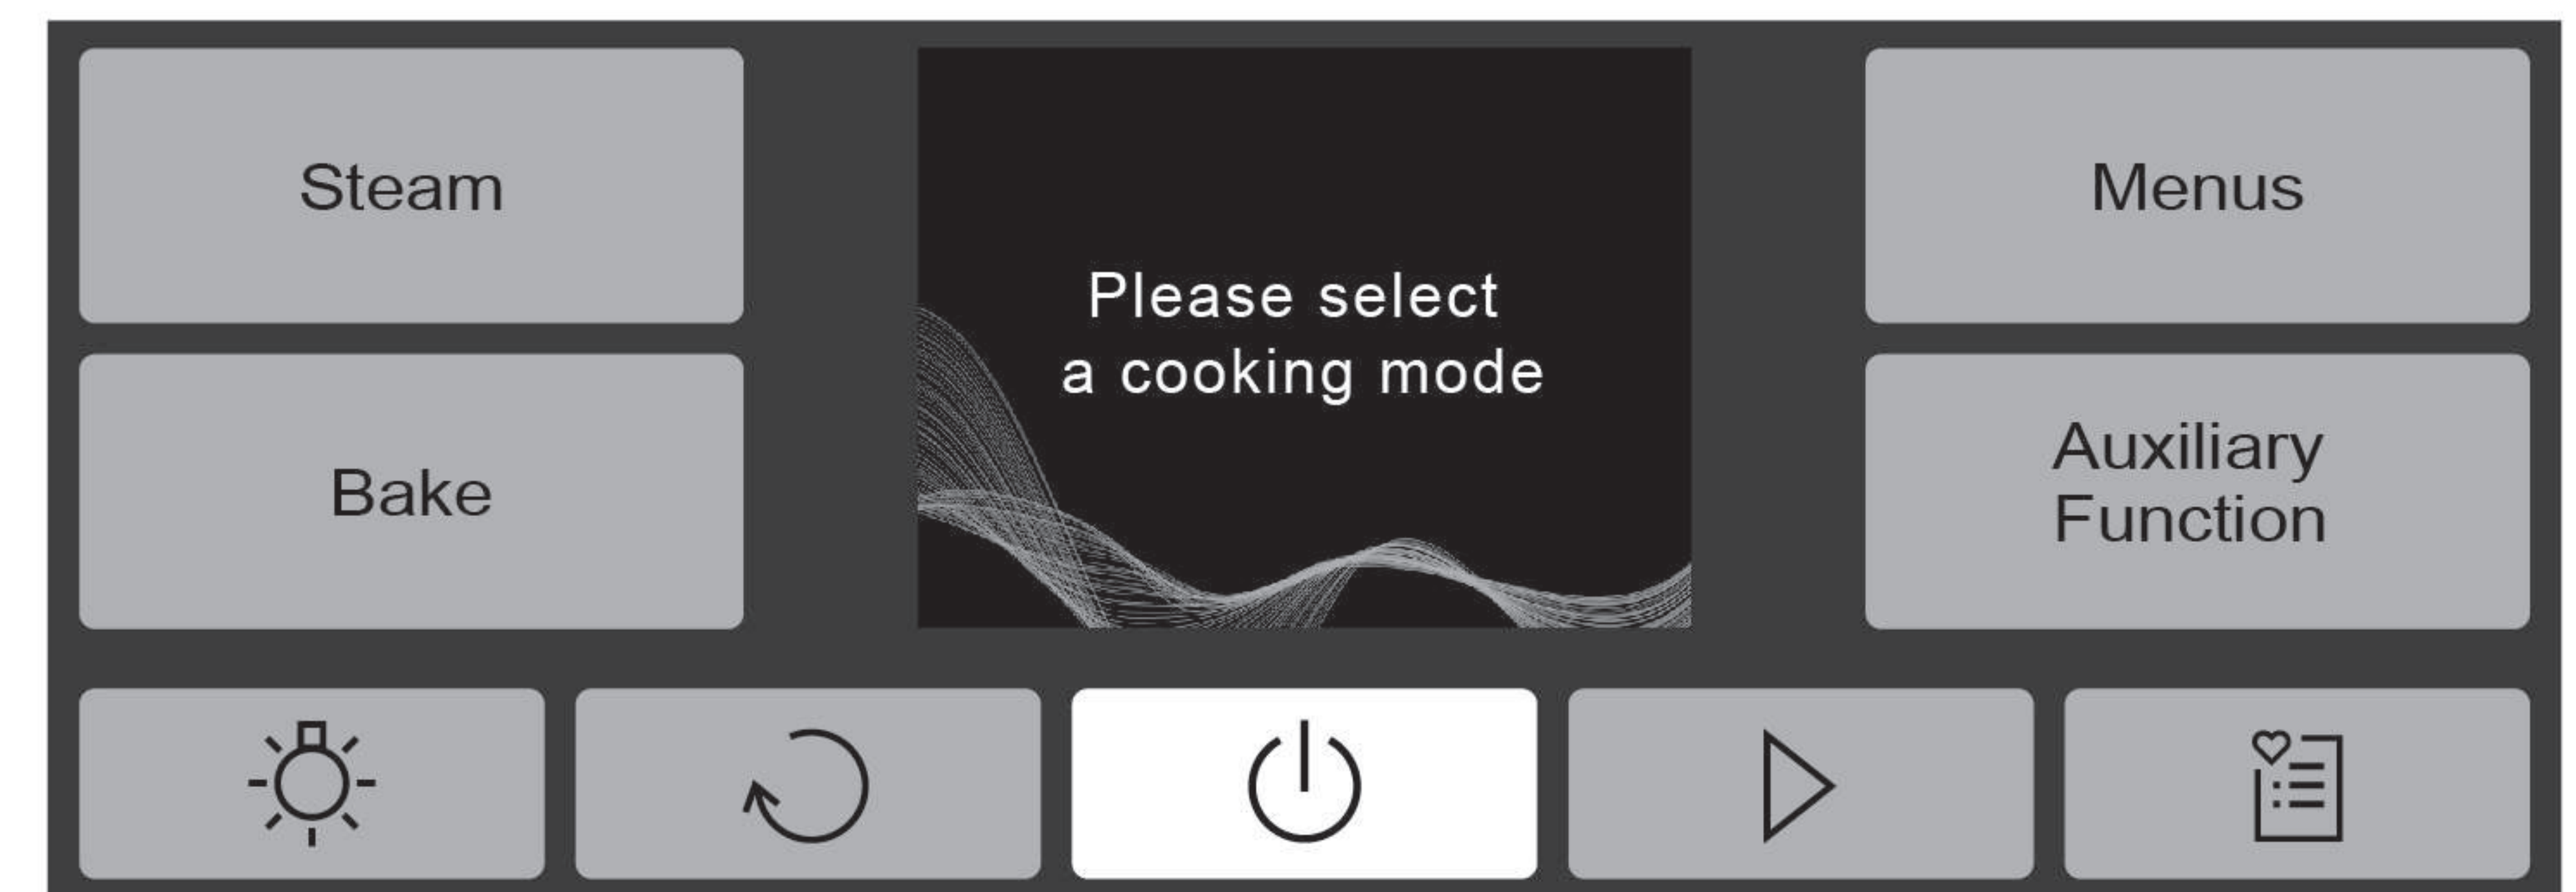 Steam
Please select
a cooking mode
Menus
Bake
Auxiliary
Function